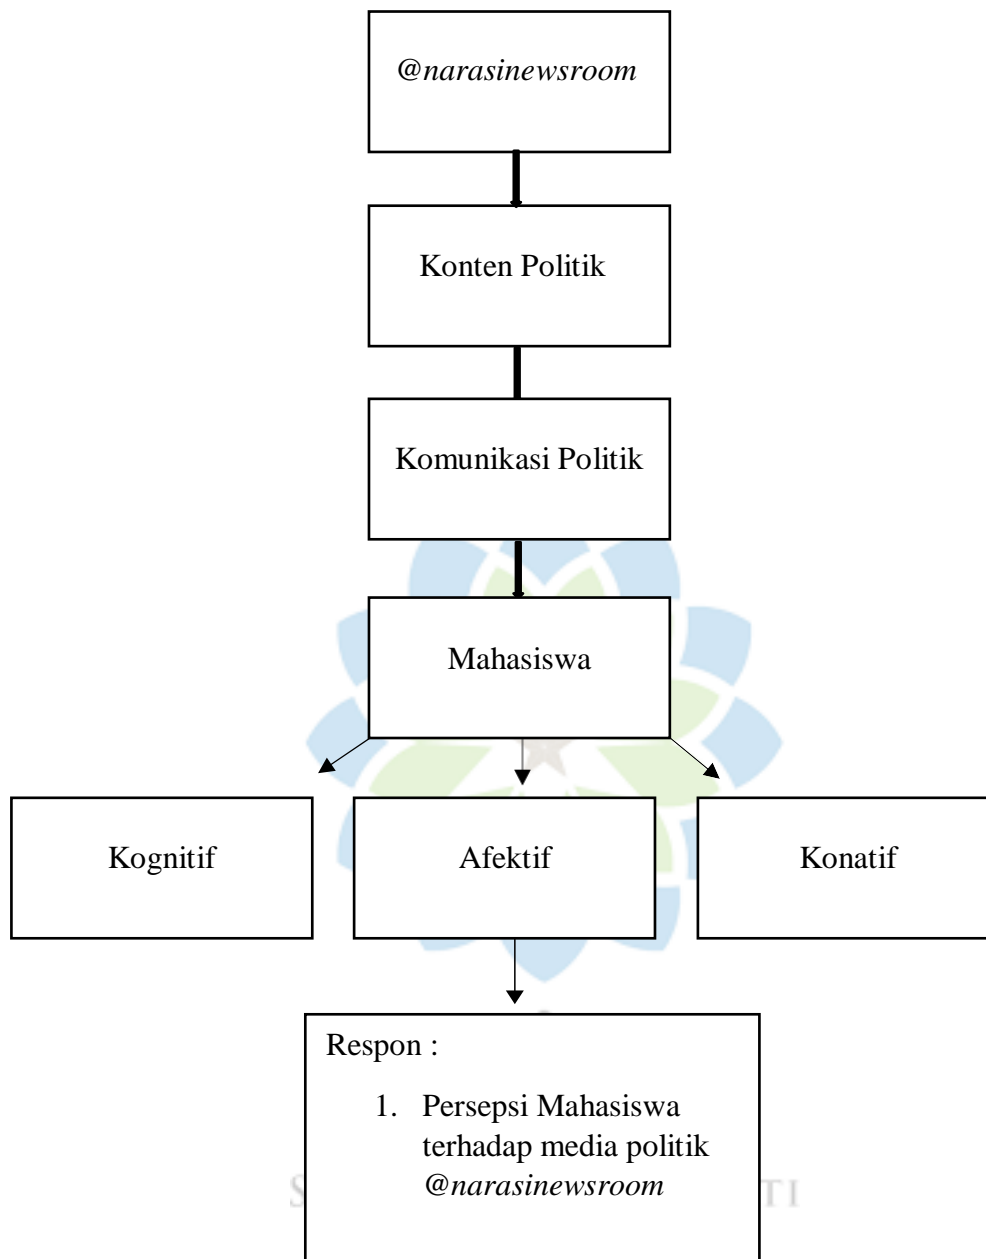 @narasinewsroom
Konten Politik
Komunikasi Politik
Mahasiswa
Kognitif
Afektif
Konatif
Respon :
1. Persepsi Mahasiswa
terhadap media politik
@narasinewsroom